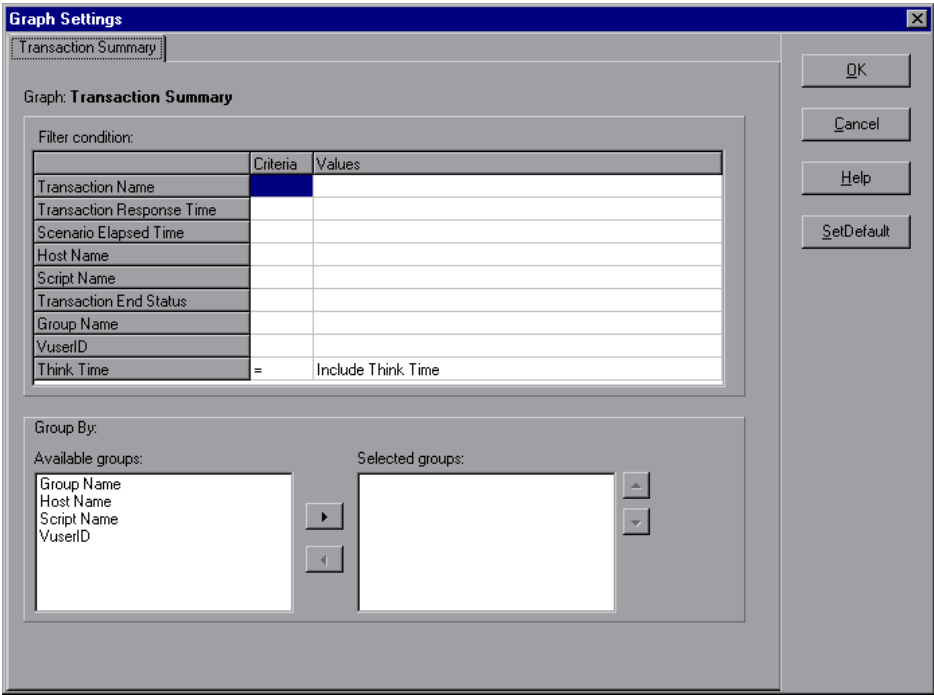 Graph Settings
Transaction Summary
Graph: Transaction Summary
Filter condition:
Criteria Values
Transaction Name
Transaction Response Time
Scenario Elapsed Time
Host Name
Script Name
Transaction End Status
Group Name
VuserID
Think Time = Include Think Time
Group By:
Available groups: Selected groups:
Group Name
Host Name
Script Name
VuserID
OK
Cancel
Help
SetDefault